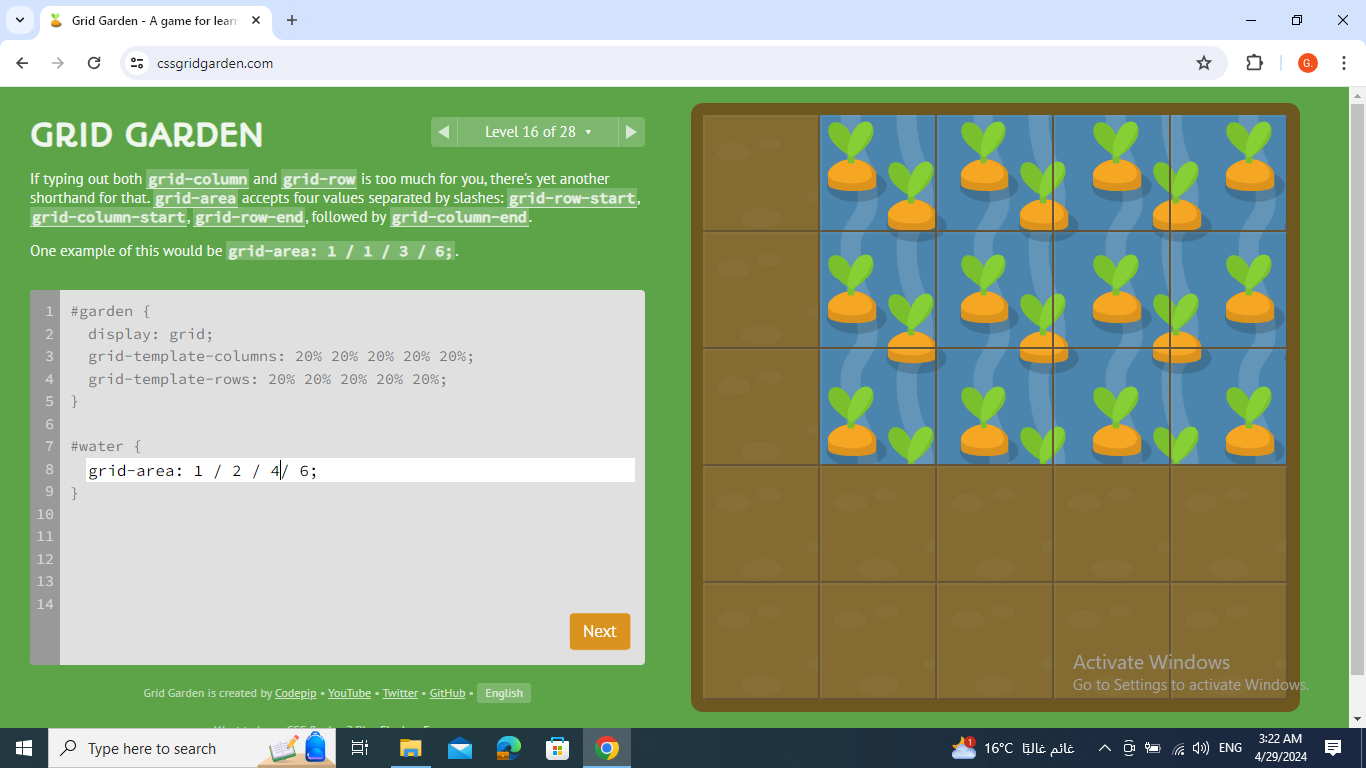 Grid Garden - A game for lear
cssgridgarden.com
G.
GRID GARDEN
Level 16 of 28
If typing out both grid-column and grid-row is too much for you, there's yet another
shorthand for that. grid-area accepts four values separated by slashes: grid-row-start,
grid-column-start, grid-row-end, followed by grid-column-end.
One example of this would be grid-area: 1 / 1 / 3 / 6;.
1 #garden {
2 display: grid;
3 grid-template-columns: 20% 20% 20% 20% 20%;
4 grid-template-rows: 20% 20% 20% 20% 20%;
5 }
6
7 #water {
8 grid-area: 1 / 2 / 4/ 6;
9 }
10
11
12
13
14
Next
Grid Garden is created by Codepip • YouTube • Twitter • GitHub • English
Activate Windows
Go to Settings to activate Windows.
Type here to search
1
16°C غائم غالبًا
ENG
3:22 AM
4/29/2024